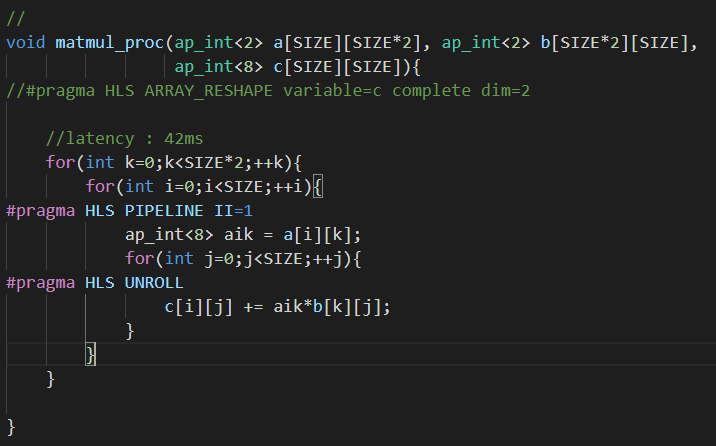 //
void matmul_proc(ap_int<2> a[SIZE][SIZE*2], ap_int<2> b[SIZE*2][SIZE],
ap_int<8> c[SIZE][SIZE]){
//#pragma HLS ARRAY_RESHAPE variable=c complete dim=2
//latency : 42ms
for(int k=0;k<SIZE*2;++k){
for(int i=0;i<SIZE;++i){
#pragma HLS PIPELINE II=1
ap_int<8> aik = a[i][k];
for(int j=0;j<SIZE;++j){
#pragma HLS UNROLL
c[i][j] += aik*b[k][j];
}
}
}
}